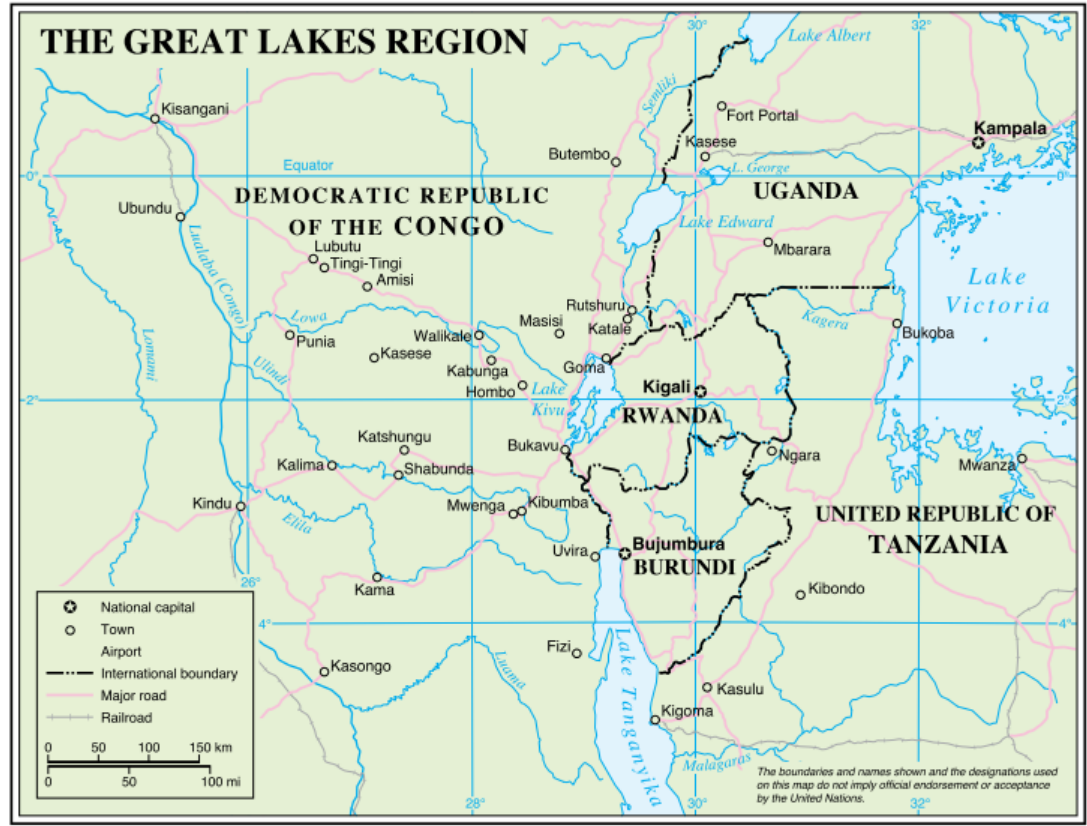 THE GREAT LAKES REGION
30°
32°
Lake Albert
Semliki
Kisangani
Fort Portal
Kampala
Kasese
Butembo
Equator
L. George
0°
0°
DEMOCRATIC REPUBLIC
OF THE CONGO
UGANDA
Ubundu
Lualaba (Congo)
Lake Edward
Mbarara
Lubutu
Tingi-Tingi
Amisi
Lake
Victoria
Rutshuru
Lowa
Masisi
Katale
Kagera
Bukoba
Walikale
Punia
Lomami
Kasese
Kabunga
Goma
Ulindi
Hombo
Lake
Kivu
Kigali
RWANDA
2°
2°
Katshungu
Bukavu
Ngara
Kalima
Shabunda
Mwanza
Kindu
Elila
Mwenga
Kibumba
UNITED REPUBLIC OF
TANZANIA
Uvira
Bujumbura
BURUNDI
26°
Kama
Kibondo
National capital
Town
Airport
International boundary
Major road
Railroad
0 50 100 150 km
0 50 100 mi
4°
4°
Fizi
Luama
Lake Tanganyika
Kasongo
Kasulu
Kigoma
Malagaras
The boundaries and names shown and the designations used
on this map do not imply official endorsement or acceptance
by the United Nations.
28°
30°
32°